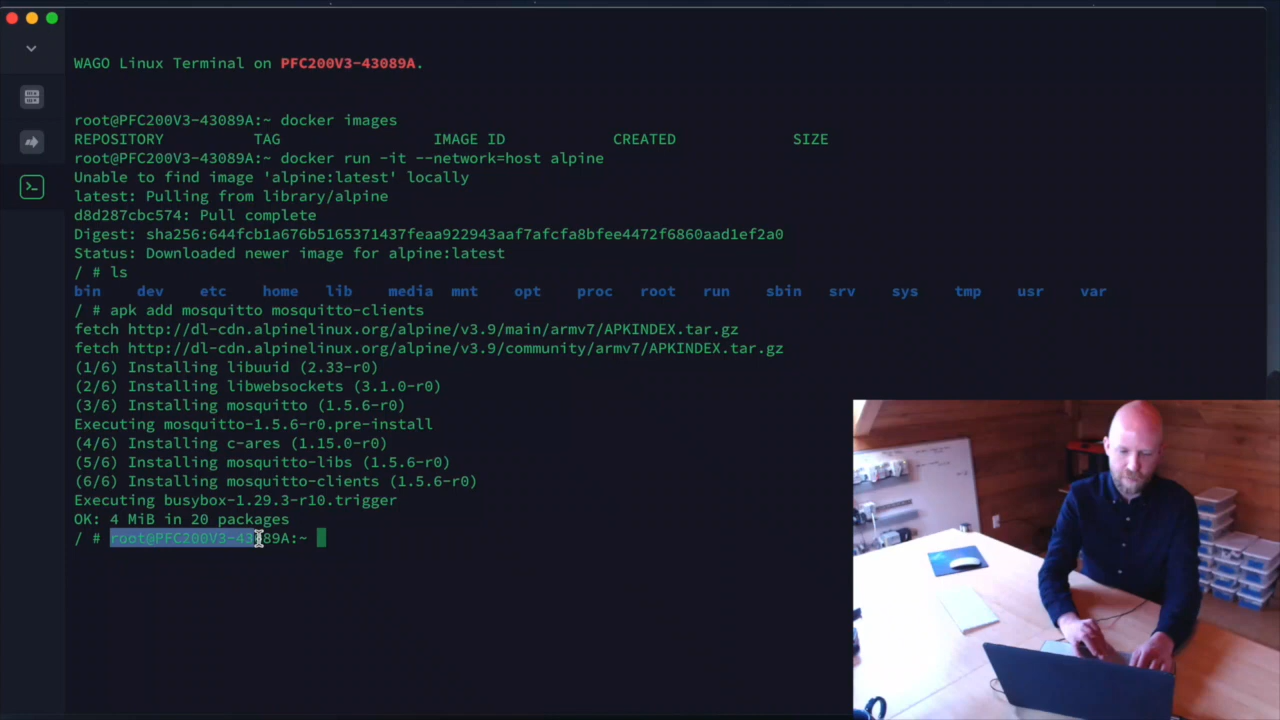 WAGO Linux Terminal on PFC200V3-43089A.
root@PFC200V3-43089A:~ docker images
REPOSITORY TAG IMAGE ID CREATED SIZE
root@PFC200V3-43089A:~ docker run -it --network=host alpine
Unable to find image 'alpine:latest' locally
latest: Pulling from library/alpine
d8d287cbc574: Pull complete
Digest: sha256:644fcb1a676b5165371437feaa922943aaf7afcfa8bfee4472f6860aad1ef2a0
Status: Downloaded newer image for alpine:latest
/ # ls
bin dev etc home lib media mnt opt proc root run sbin srv sys tmp usr var
/ # apk add mosquitto mosquitto-clients
fetch http://dl-cdn.alpinelinux.org/alpine/v3.9/main/armv7/APKINDEX.tar.gz
fetch http://dl-cdn.alpinelinux.org/alpine/v3.9/community/armv7/APKINDEX.tar.gz
(1/6) Installing libuuid (2.33-r0)
(2/6) Installing libwebsockets (3.1.0-r0)
(3/6) Installing mosquitto (1.5.6-r0)
Executing mosquitto-1.5.6-r0.pre-install
(4/6) Installing c-ares (1.15.0-r0)
(5/6) Installing mosquitto-libs (1.5.6-r0)
(6/6) Installing mosquitto-clients (1.5.6-r0)
Executing busybox-1.29.3-r10.trigger
OK: 4 MiB in 20 packages
/ # root@PFC200V3-43089A:~